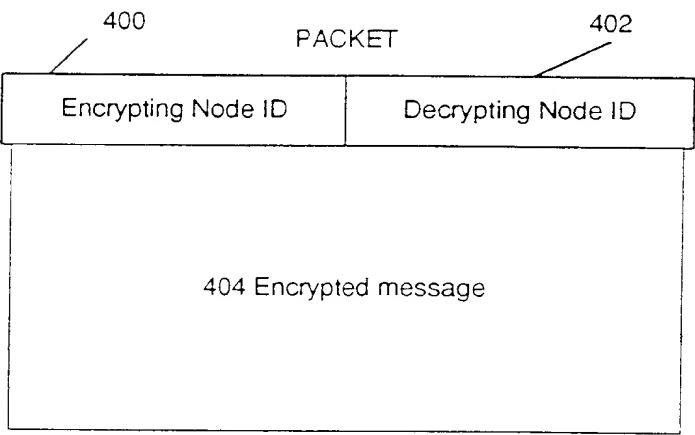 400
PACKET
402
Encrypting Node ID
Decrypting Node ID
404 Encrypted message